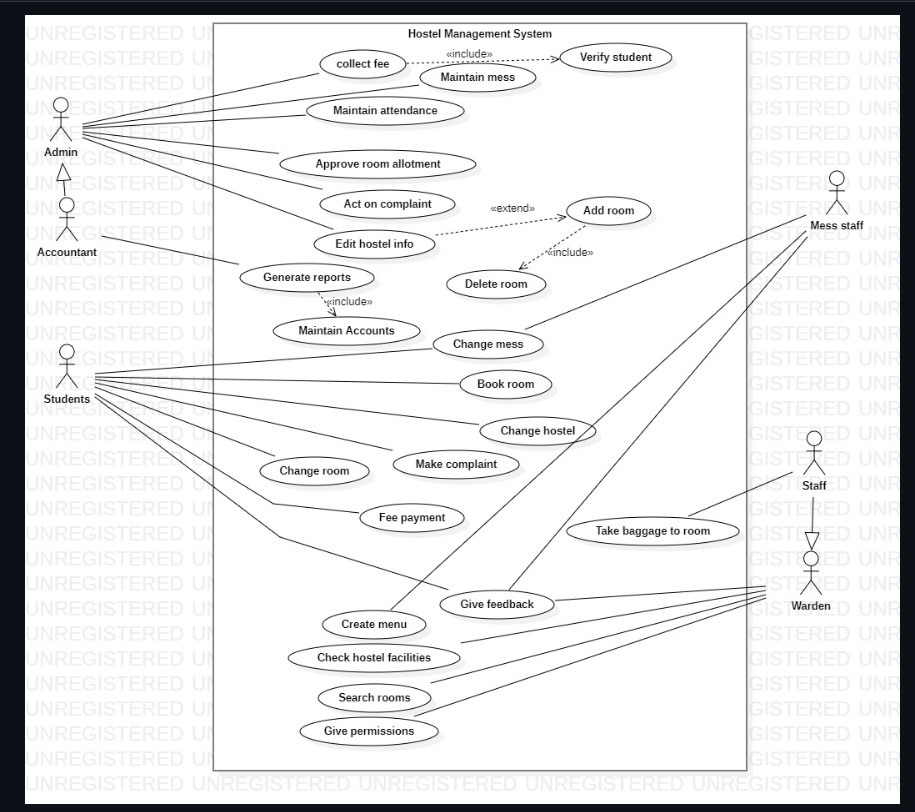 Hostel Management System
collect fee
«include»
Verify student
Maintain mess
Maintain attendance
Admin
Approve room allotment
Act on complaint
«extend»
Add room
Mess staff
Accountant
Edit hostel info
«include»
Generate reports
Delete room
«include»
Maintain Accounts
Change mess
Students
Book room
Change hostel
Make complaint
Change room
Staff
Fee payment
Take baggage to room
Give feedback
Warden
Create menu
Check hostel facilities
Search rooms
Give permissions
UNREGISTERED UNREGISTERED UNREGISTERED UNREGISTERED UNREGISTERED UNR